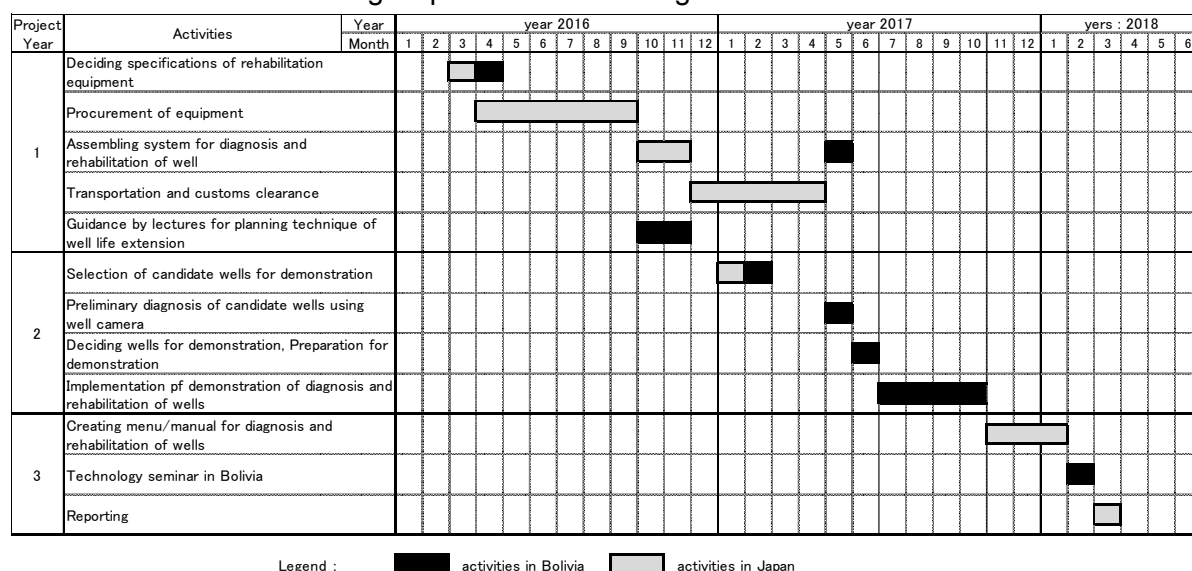 Project Year year 2016 year 2017 yers : 2018
Year Activities Month 1 2 3 4 5 6 7 8 9 10 11 12 1 2 3 4 5 6 7 8 9 10 11 12 1 2 3 4 5 6
Deciding specifications of rehabilitation
equipment
Procurement of equipment
1
Assembling system for diagnosis and
rehabilitation of well
Transportation and customs clearance
Guidance by lectures for planning technique of
well life extension
Selection of candidate wells for demonstration
Preliminary diagnosis of candidate wells using
well camera
2
Deciding wells for demonstration, Preparation for
demonstration
Implementation pf demonstration of diagnosis and
rehabilitation of wells
Creating menu/manual for diagnosis and
rehabilitation of wells
3
Technology seminar in Bolivia
Reporting
Legend : activities in Bolivia activities in Japan